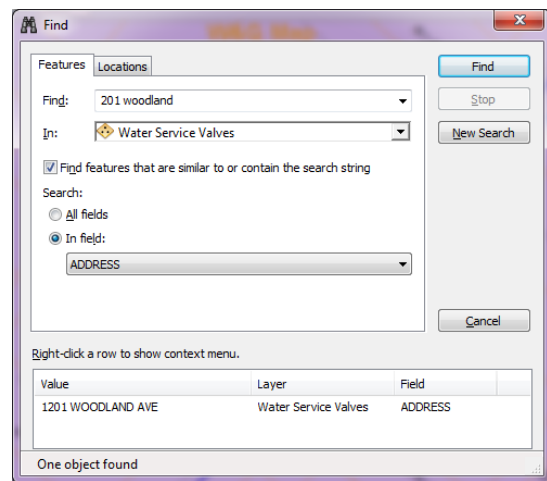 Find
Features Locations
Find: 201 woodland
In: Water Service Valves
Find features that are similar to or contain the search string
Search:
All fields
In field:
ADDRESS
Find
Stop
New Search
Cancel
Right-click a row to show context menu.
Value Layer Field
1201 WOODLAND AVE Water Service Valves ADDRESS
One object found